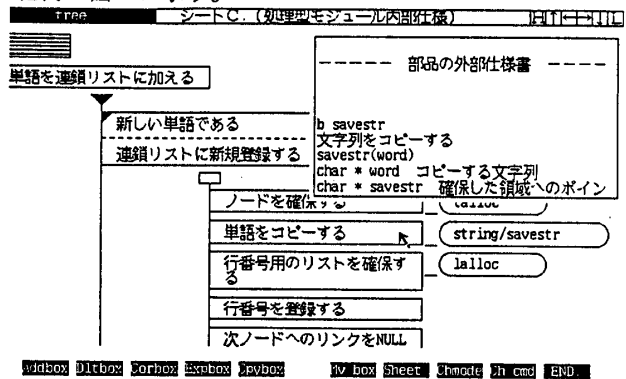 tree シートC.(処理型モジュール内部仕様)
単語を連鎖リストに加える
新しい単語である
連鎖リストに新規登録する
ノードを確保する
単語をコピーする
行番号用のリストを確保す
る
行番号を登録する
次ノードへのリンクをNULL
------ 部品の外部仕様書 ----
b savestr
文字列をコピーする
savestr(word)
char * word コピーする文字列
char * savestr 確保した領域へのポイン
talloc
string/savestr
lalloc
Addbox Dltbox Corbox Expbox Cpybox Mv box Sheet Chmode Ch cmd END.